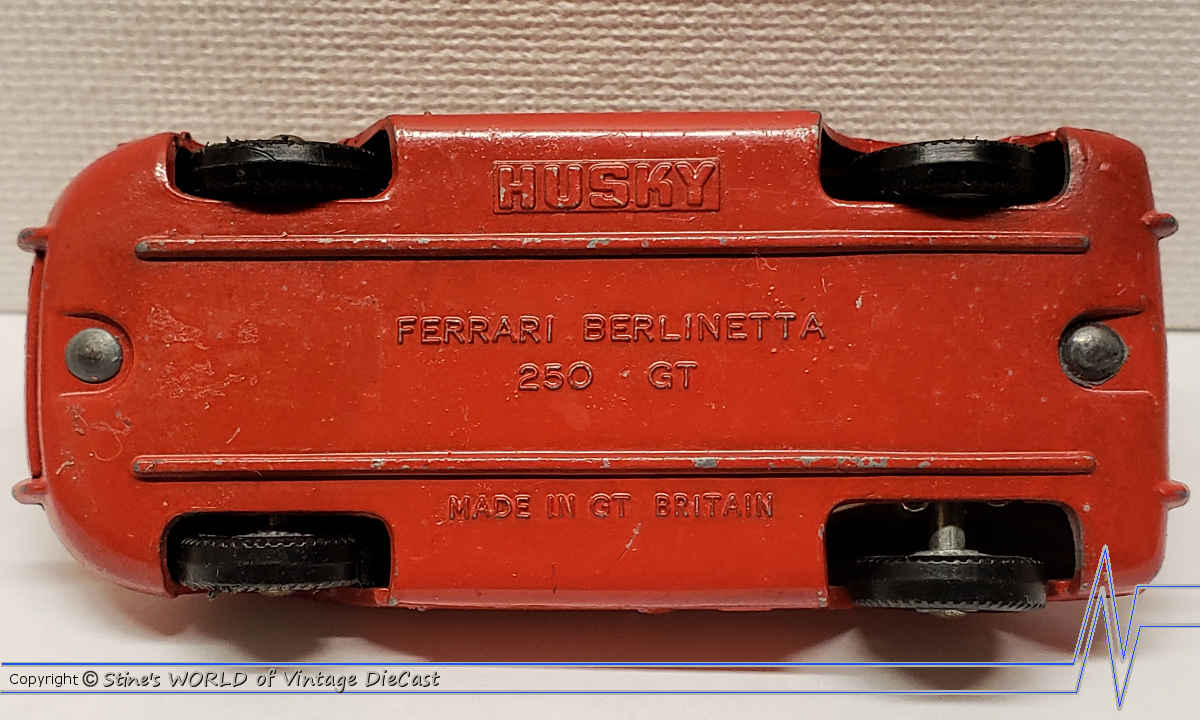 HUSKY
FERRARI BERLINETTA
250 GT
MADE IN GT BRITAIN
Copyright © Stine's WORLD of Vintage DieCast